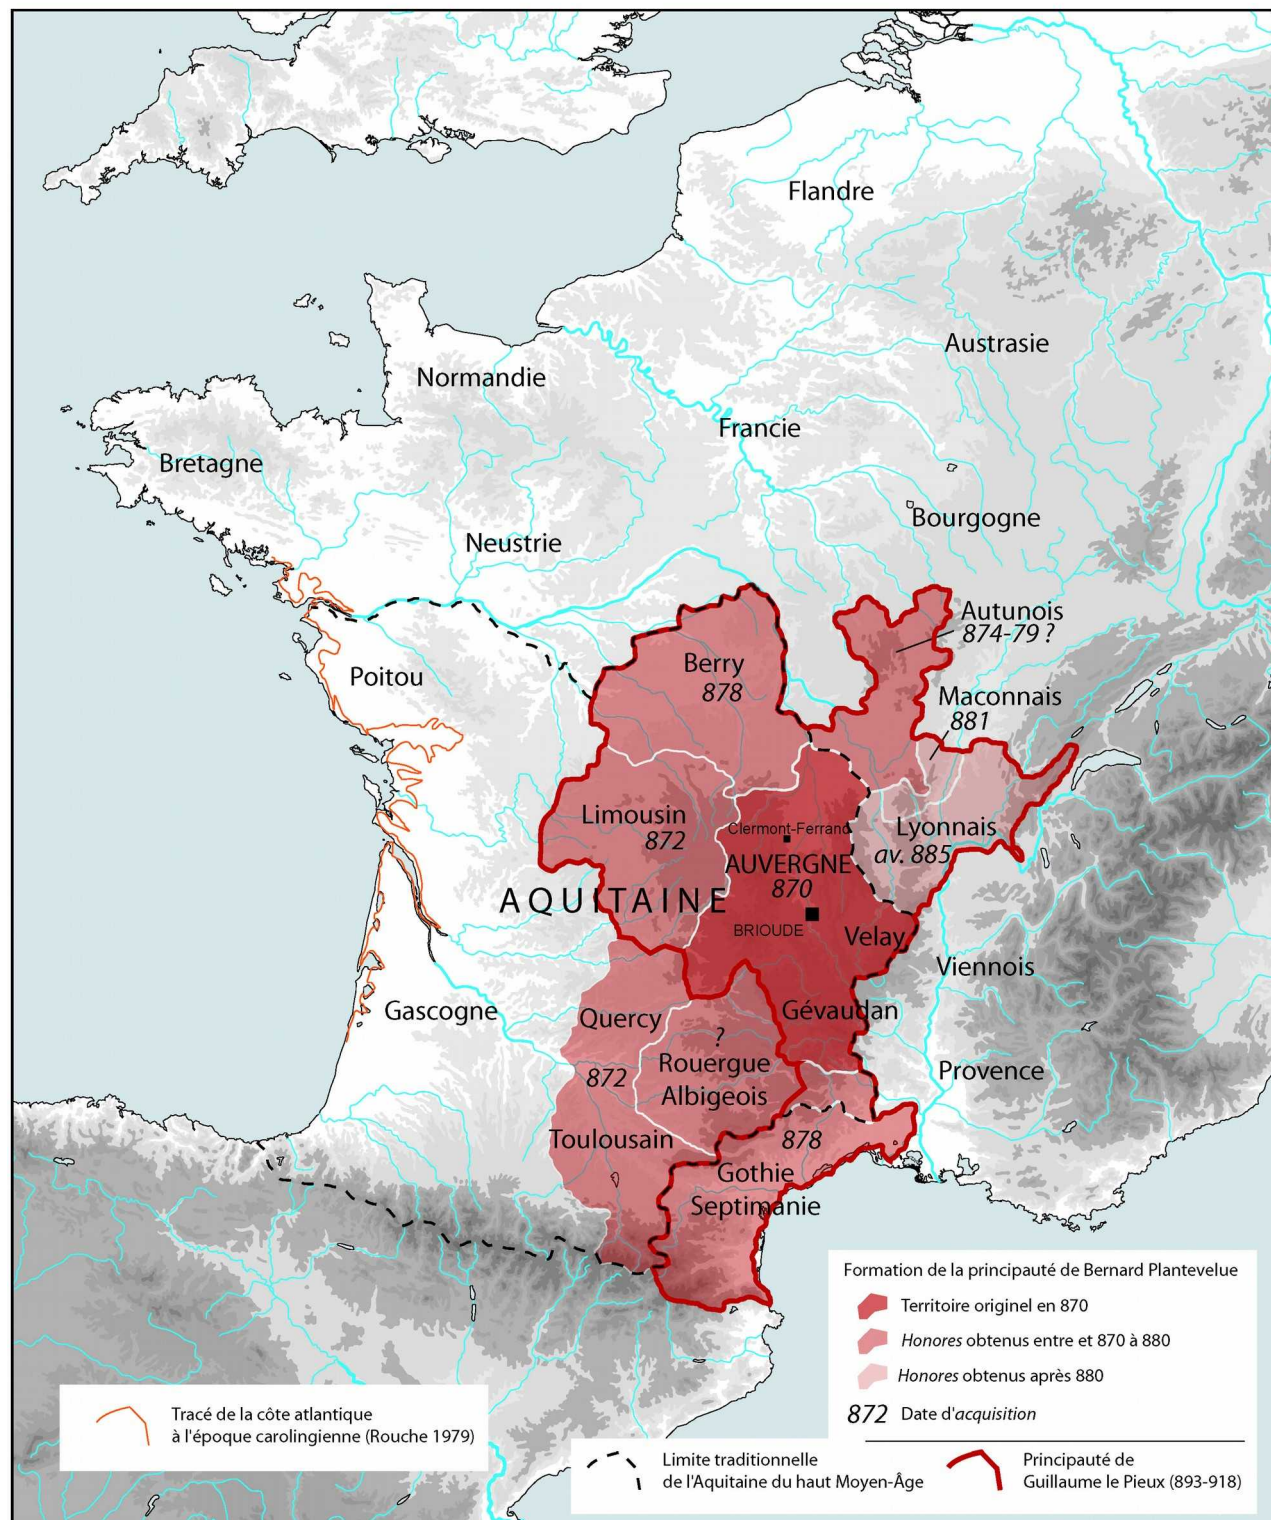 Flandre
Austrasie
Normandie
Francie
Bretagne
Bourgogne
Neustrie
Autunois
874-79 ?
Berry
878
Poitou
Maconnais
881
Limousin
872
Clermont-Ferrand
Lyonnais
av. 885
AUVERGNE
870
AQUITAINE
BRIOUDE
Velay
Viennois
Gascogne
Quercy
Gévaudan
?
Rouergue
Albigeois
872
Provence
Toulousain
878
Gothie
Septimanie
Formation de la principauté de Bernard Plantevelue
Territoire originel en 870
Honores obtenus entre et 870 à 880
Honores obtenus après 880
872 Date d'acquisition
Tracé de la côte atlantique
à l'époque carolingienne (Rouche 1979)
Limite traditionnelle
de l'Aquitaine du haut Moyen-Âge
Principauté de
Guillaume le Pieux (893-918)